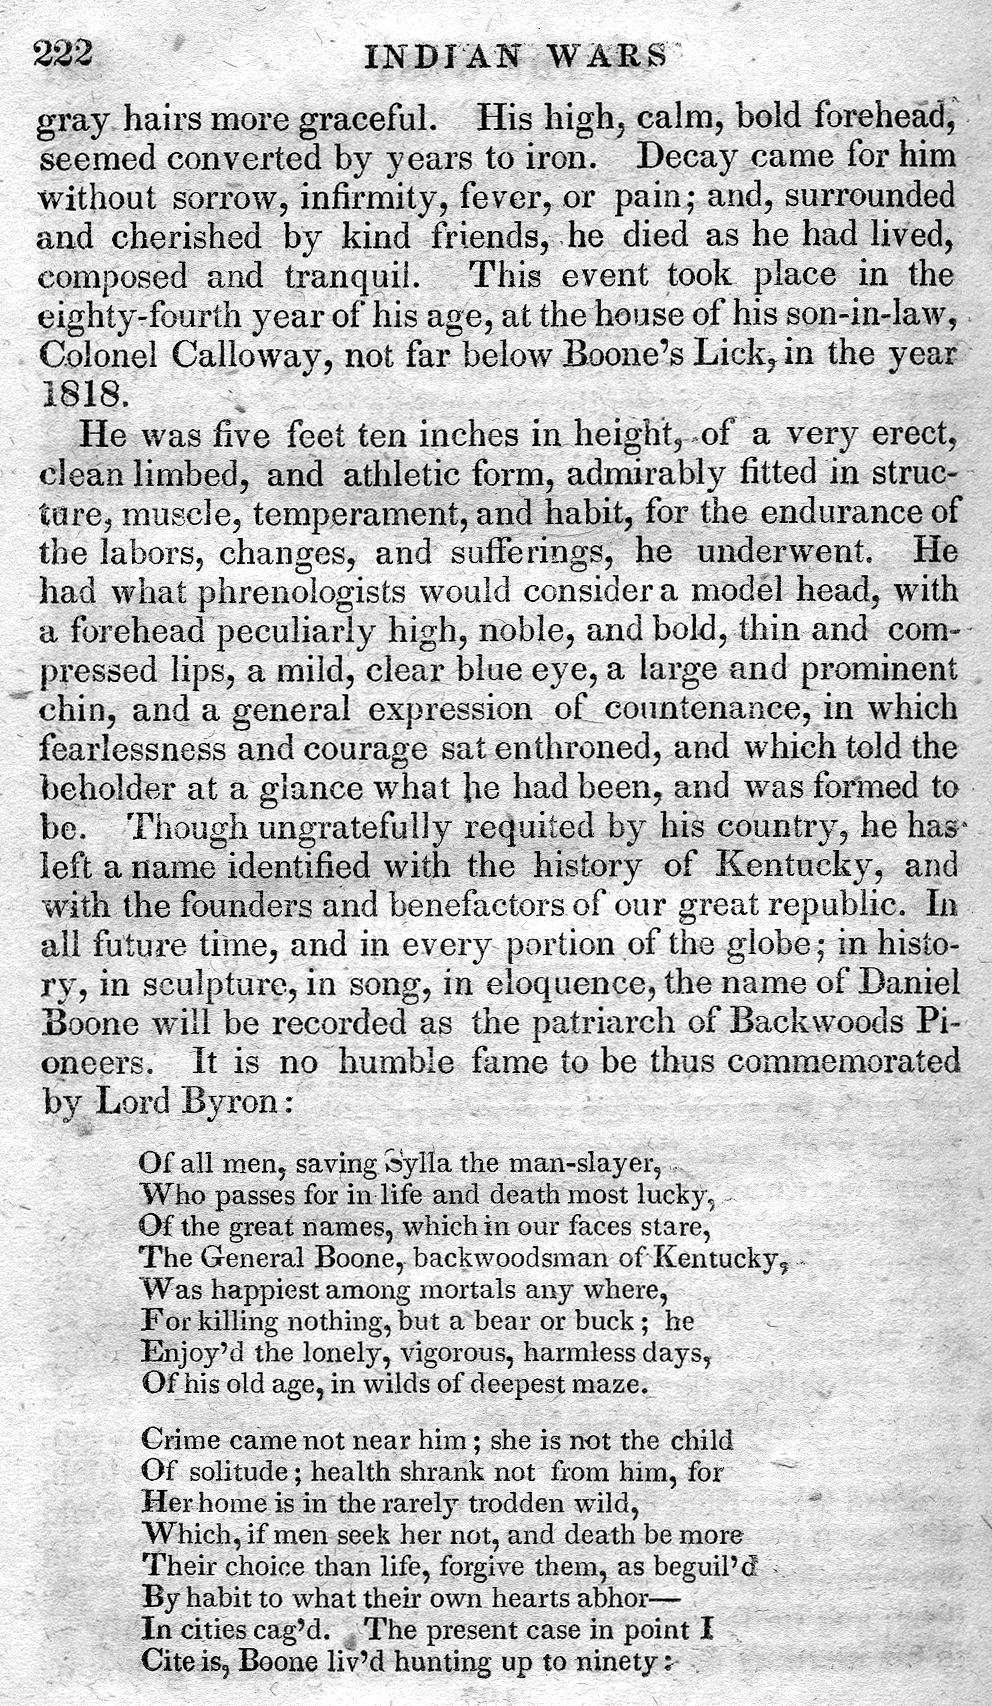 222 INDIAN WARS
gray hairs more graceful. His high, calm, bold forehead,
seemed converted by years to iron. Decay came for him
without sorrow, infirmity, fever, or pain; and, surrounded
and cherished by kind friends, he died as he had lived,
composed and tranquil. This event took place in the
eighty-fourth year of his age, at the house of his son-in-law,
Colonel Calloway, not far below Boone's Lick, in the year
1818.
He was five feet ten inches in height, of a very erect,
clean limbed, and athletic form, admirably fitted in struc-
ture, muscle, temperament, and habit, for the endurance of
the labors, changes, and sufferings, he underwent. He
had what phrenologists would consider a model head, with
a forehead peculiarly high, noble, and bold, thin and com-
pressed lips, a mild, clear blue eye, a large and prominent
chin, and a general expression of countenance, in which
fearlessness and courage sat enthroned, and which told the
beholder at a glance what he had been, and was formed to
be. Though ungratefully requited by his country, he has
left a name identified with the history of Kentucky, and
with the founders and benefactors of our great republic. In
all future time, and in every portion of the globe; in histo-
ry, in sculpture, in song, in eloquence, the name of Daniel
Boone will be recorded as the patriarch of Backwoods Pi-
oneers. It is no humble fame to be thus commemorated
by Lord Byron:
Of all men, saving Sylla the man-slayer,
Who passes for in life and death most lucky,
Of the great names, which in our faces stare,
The General Boone, backwoodsman of Kentucky,
Was happiest among mortals any where,
For killing nothing, but a bear or buck; he
Enjoy'd the lonely, vigorous, harmless days,
Of his old age, in wilds of deepest maze.
Crime came not near him; she is not the child
Of solitude; health shrank not from him, for
Her home is in the rarely trodden wild,
Which, if men seek her not, and death be more
Their choice than life, forgive them, as beguil'd
By habit to what their own hearts abhor—
In cities cag'd. The present case in point I
Cite is, Boone liv'd hunting up to ninety: